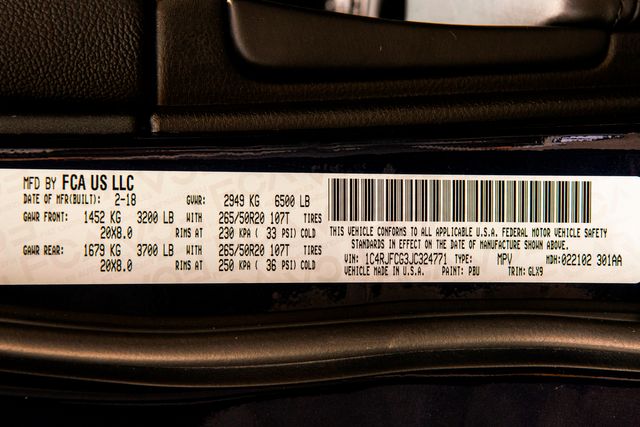 MFD BY FCA US LLC
DATE OF MFR(BUILT): 2-18 GVWR: 2949 KG 6500 LB
GAWR FRONT: 1452 KG 3200 LB WITH 265/50R20 107T TIRES
20X8.0 RIMS AT 230 KPA ( 33 PSI) COLD
GAWR REAR: 1679 KG 3700 LB WITH 265/50R20 107T TIRES
20X8.0 RIMS AT 250 KPA ( 36 PSI) COLD
THIS VEHICLE CONFORMS TO ALL APPLICABLE U.S.A. FEDERAL MOTOR VEHICLE SAFETY
STANDARDS IN EFFECT ON THE DATE OF MANUFACTURE SHOWN ABOVE.
VIN: 1C4RJFCG3JC324771 TYPE: MPV MDH:022102 301AA
VEHICLE MADE IN U.S.A. PAINT: PBU TRIM: GLX9